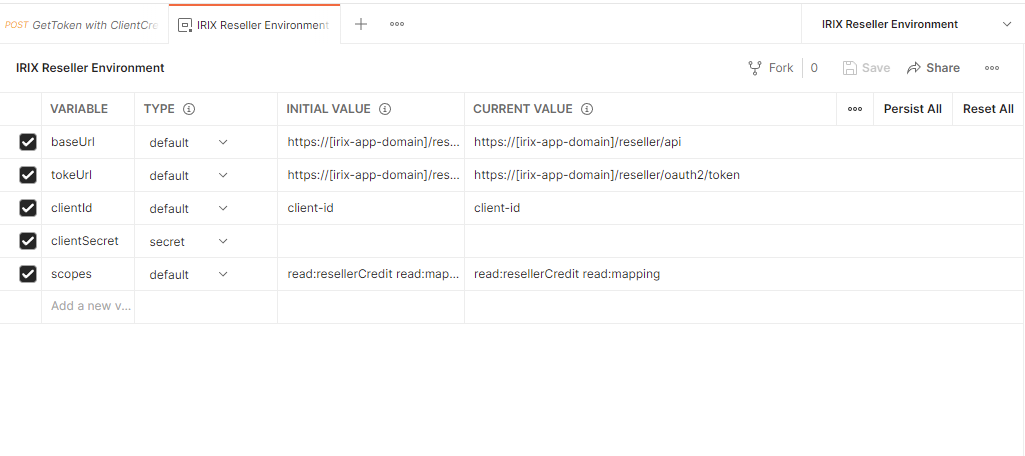 POST GetToken with ClientCre
IRIX Reseller Environment
IRIX Reseller Environment
IRIX Reseller Environment
Fork 0 Save Share
VARIABLE TYPE INITIAL VALUE CURRENT VALUE Persist All Reset All
baseUrl default https://[irix-app-domain]/res... https://[irix-app-domain]/reseller/api
tokeUrl default https://[irix-app-domain]/res... https://[irix-app-domain]/reseller/oauth2/token
clientId default client-id client-id
clientSecret secret
scopes default read:resellerCredit read:map... read:resellerCredit read:mapping
Add a new v...